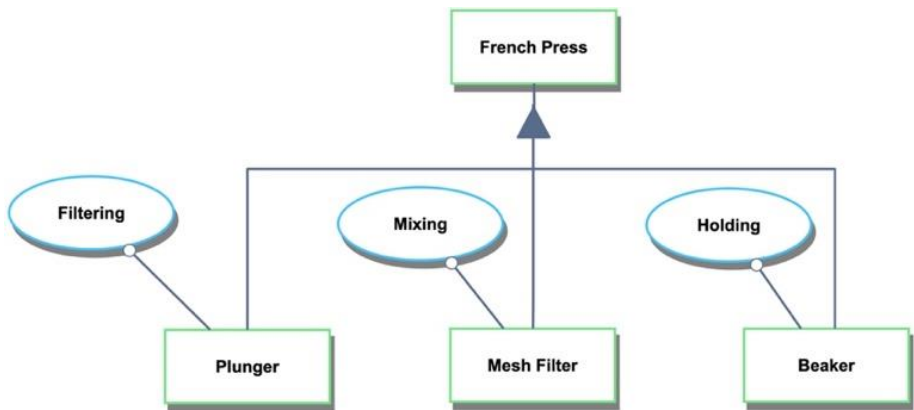 French Press
Filtering
Mixing
Holding
Plunger
Mesh Filter
Beaker